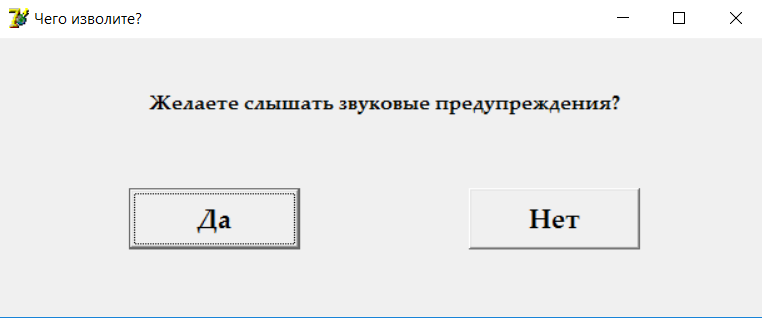 Чего изволите?
Желаете слышать звуковые предупреждения?
Да
Нет